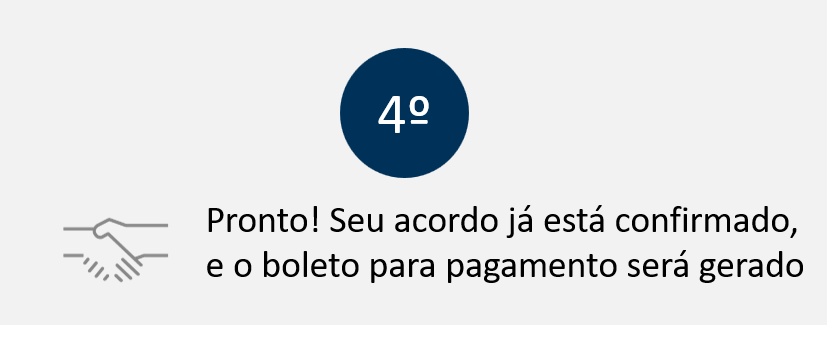 4º
Pronto! Seu acordo já está confirmado,
e o boleto para pagamento será gerado